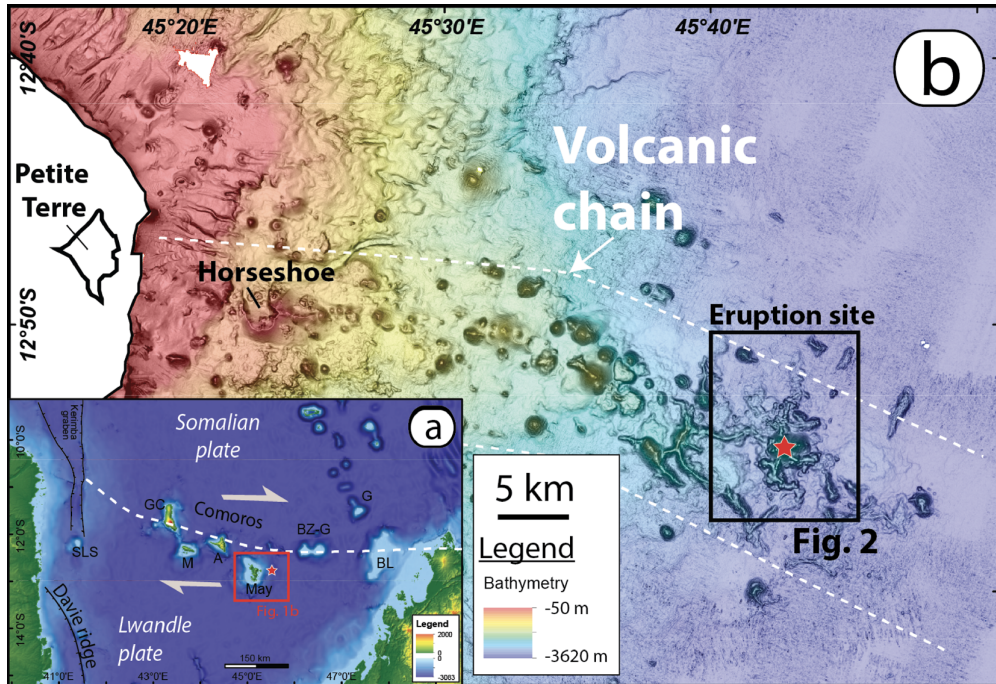 45°20'E
45°30'E
45°40'E
b
12°40'S
Volcanic
chain
Petite
Terre
Horseshoe
12°50'S
Eruption site
Fig. 2
a
Kerimba
graben
Somalian
plate
10°0'S
G
GC
Comoros
12°0'S
SLS
M
A
BZ-G
BL
May
Fig. 1b
Davie ridge
Lwandle
plate
14°0'S
150 km
41°0'E
43°0'E
45°0'E
47°0'E
Legend
2000
0
0
-3083
5 km
Legend
Bathymetry
-50 m
-3620 m